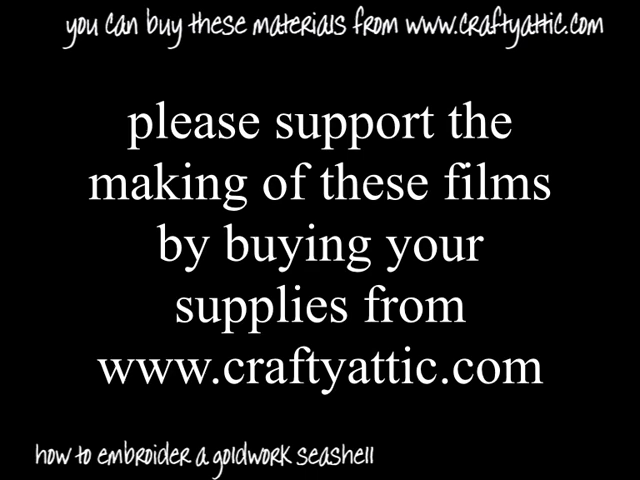 you can buy these materials from www.craftyattic.com
please support the
making of these films
by buying your
supplies from
www.craftyattic.com
how to embroider a goldwork seashell